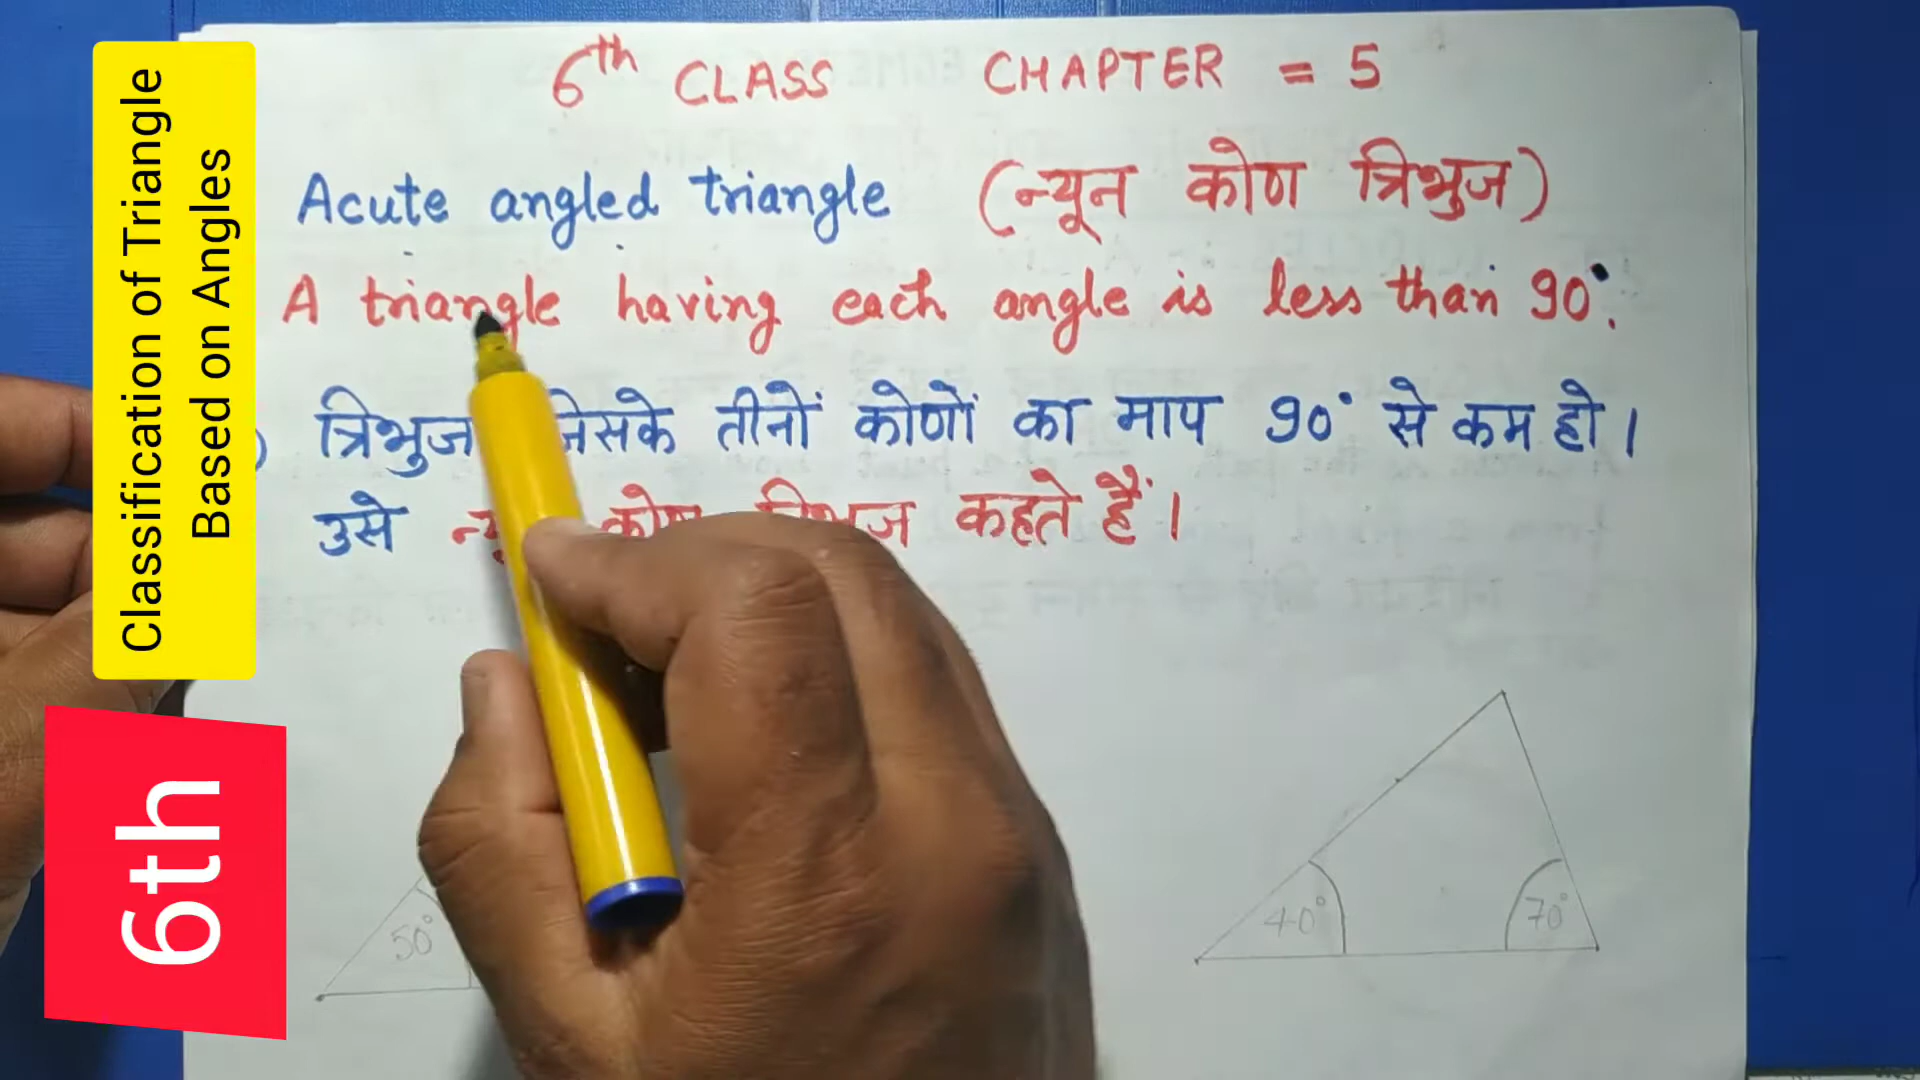 6th CLASS CHAPTER = 5
Acute angled triangle (न्यून कोण त्रिभुज)
A triangle having each angle is less than 90°.
) त्रिभुज जिसके तीनों कोणों का माप 90° से कम हो।
उसे कहते हैं।
50°
40°
70°
Classification of Triangle
Based on Angles
6th